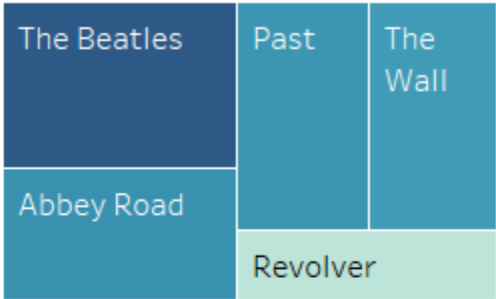 The Beatles
Past
The
Wall
Abbey Road
Revolver